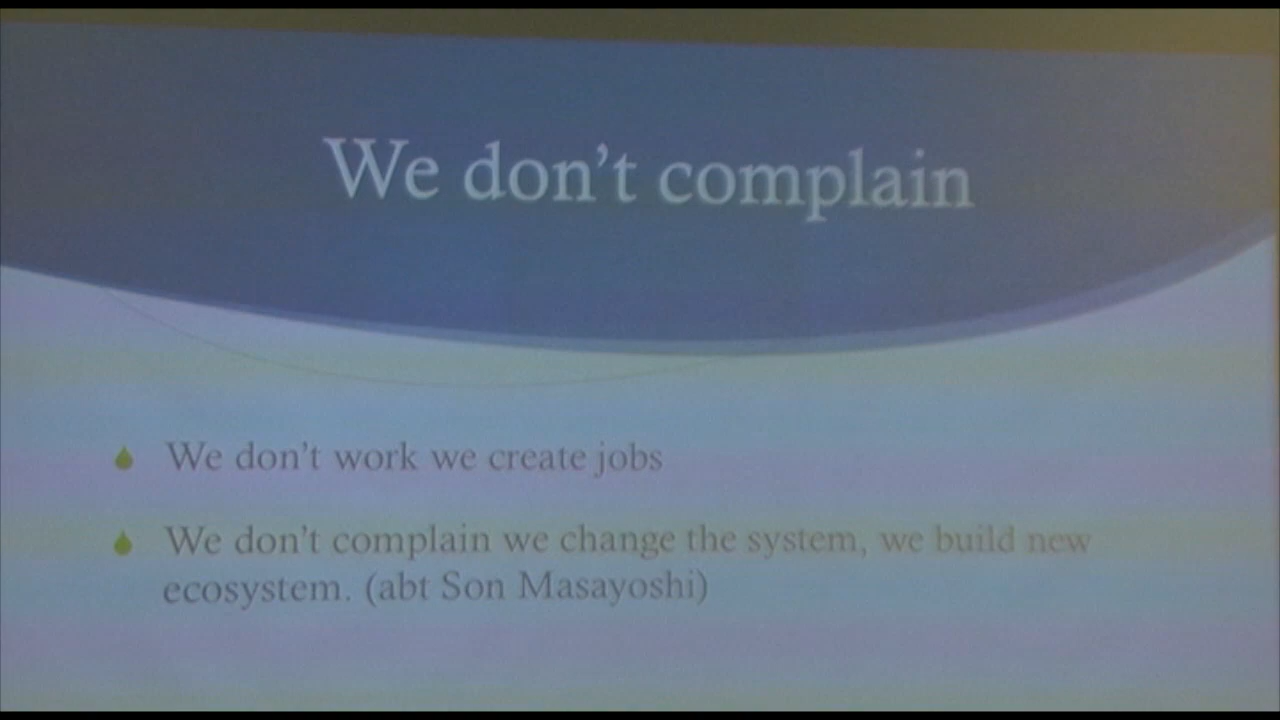 We don't complain
We don't work we create jobs
We don't complain we change the system, we build new
ecosystem. (abt Son Masayoshi)